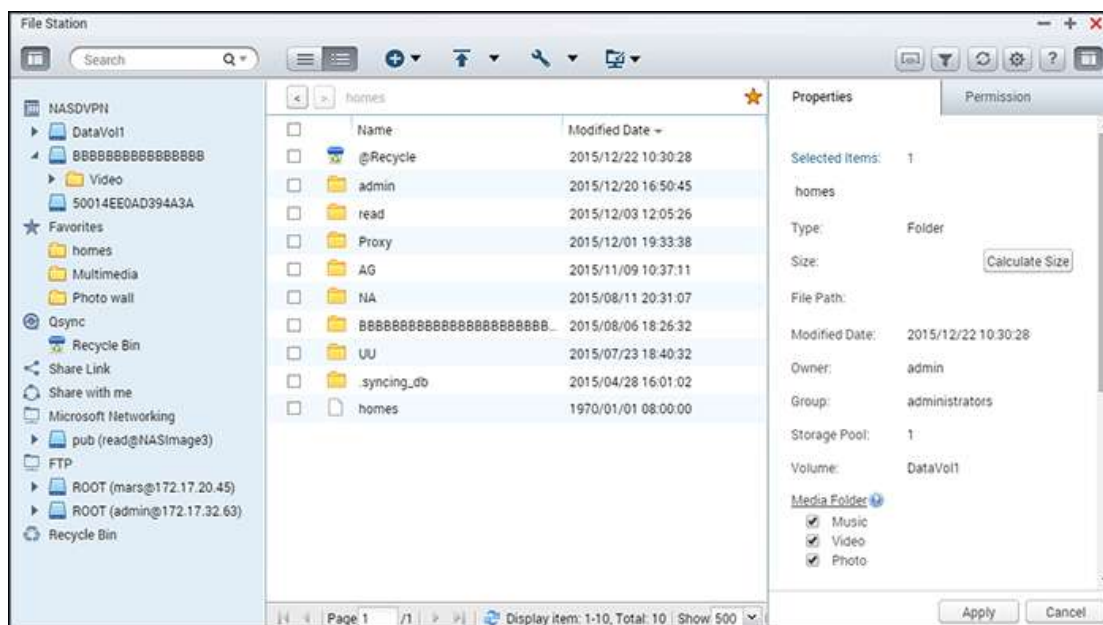 File Station
Search
NASDVPN
DataVol1
BBBBBBBBBBBBBBBB
Video
50014EE0AD394A3A
Favorites
homes
Multimedia
Photo wall
Qsync
Recycle Bin
Share Link
Share with me
Microsoft Networking
pub (read@NASImage3)
FTP
ROOT (mars@172.17.20.45)
ROOT (admin@172.17.32.63)
Recycle Bin
homes
Name Modified Date
@Recycle 2015/12/22 10:30:28
admin 2015/12/20 16:50:45
read 2015/12/03 12:05:26
Proxy 2015/12/01 19:33:38
AG 2015/11/09 10:37:11
NA 2015/08/11 20:31:07
BBBBBBBBBBBBBBBBBBBBBBBB... 2015/08/06 18:26:32
UU 2015/07/23 18:40:32
.syncing_db 2015/04/28 16:01:02
homes 1970/01/01 08:00:00
Page 1 /1 Display item: 1-10, Total: 10 Show 500
Properties Permission
Selected Items: 1
homes
Type: Folder
Size: Calculate Size
File Path:
Modified Date: 2015/12/22 10:30:28
Owner: admin
Group: administrators
Storage Pool: 1
Volume: DataVol1
Media Folder
Music
Video
Photo
Apply Cancel